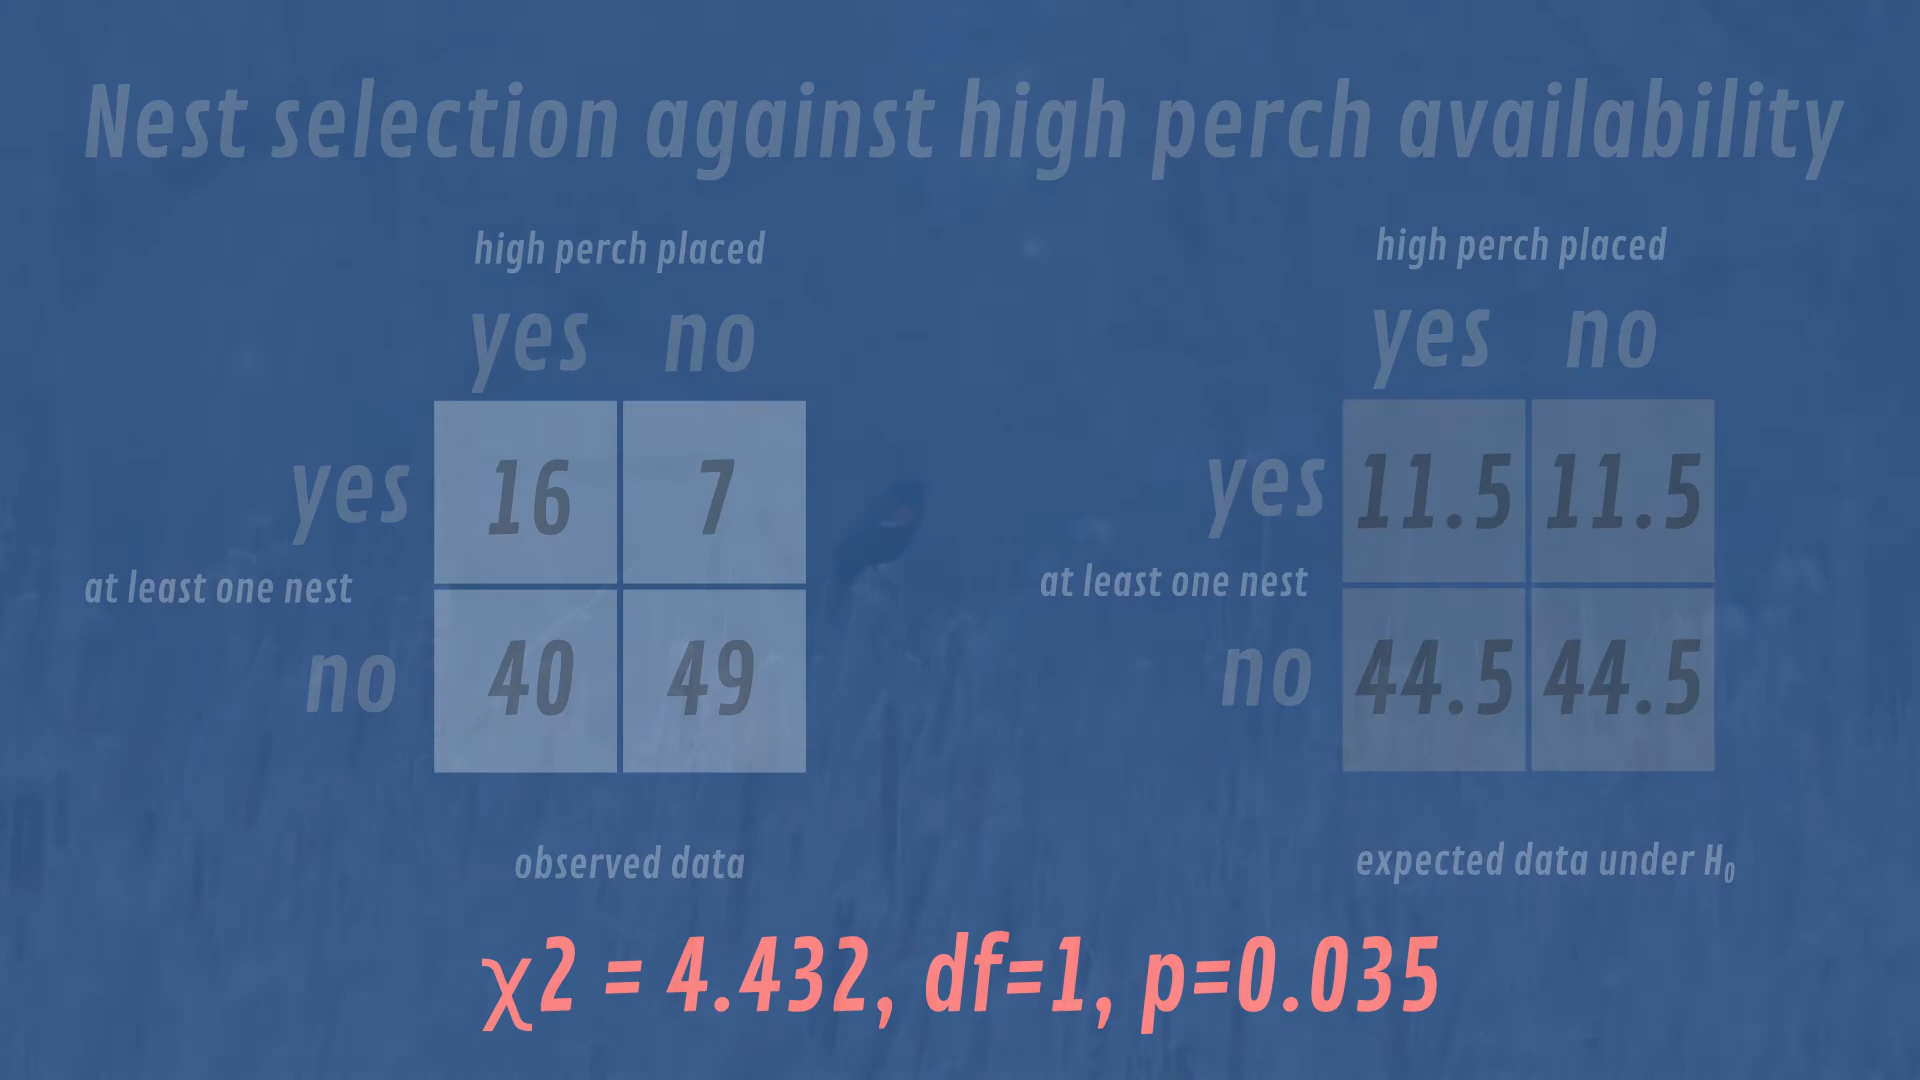 Nest selection against high perch availability
high perch placed
yes no
yes 16 7
at least one nest
no 40 49
observed data
high perch placed
yes no
yes 11.5 11.5
at least one nest
no 44.5 44.5
expected data under H₀
χ2 = 4.432, df=1, p=0.035